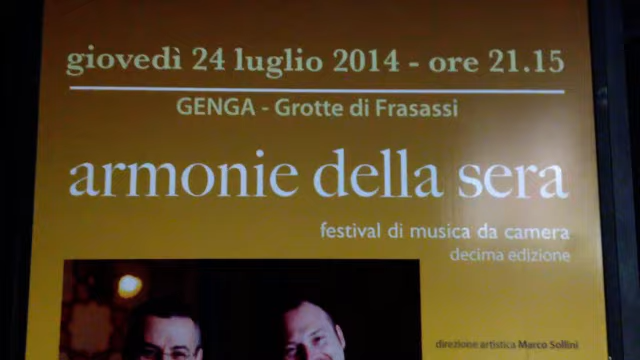 giovedì 24 luglio 2014 - ore 21.15
GENGA - Grotte di Frasassi
armonie della sera
festival di musica da camera
decima edizione
direzione artistica Marco Sollini